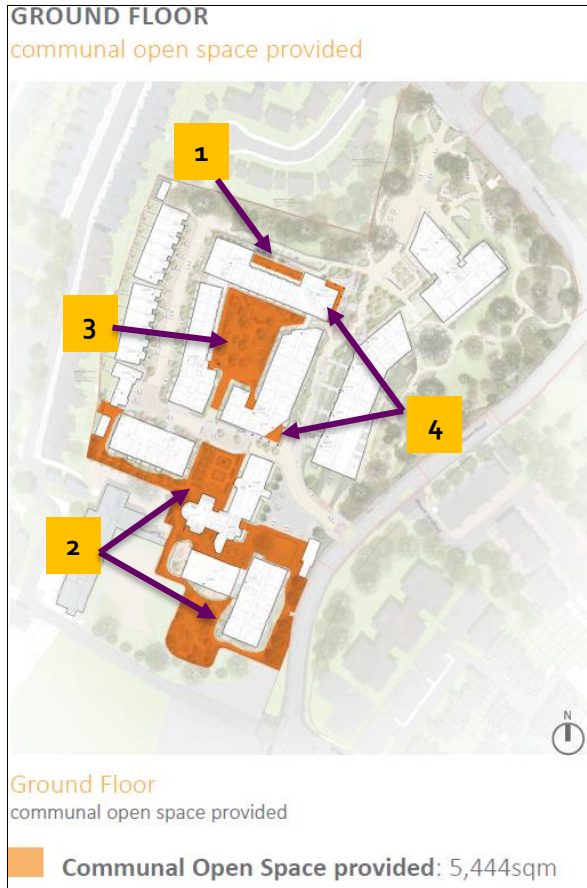 GROUND FLOOR
communal open space provided
1
3
4
2
N
Ground Floor
communal open space provided
Communal Open Space provided: 5,444sqm